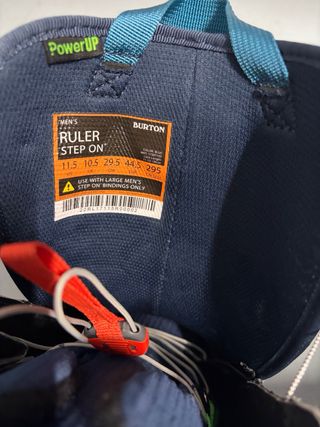 PowerUP
MEN'S
BURTON
RULER
STEP ON®
11.5 10.5 29.5 44.5 295
USE WITH LARGE MEN'S
STEP ON® BINDINGS ONLY